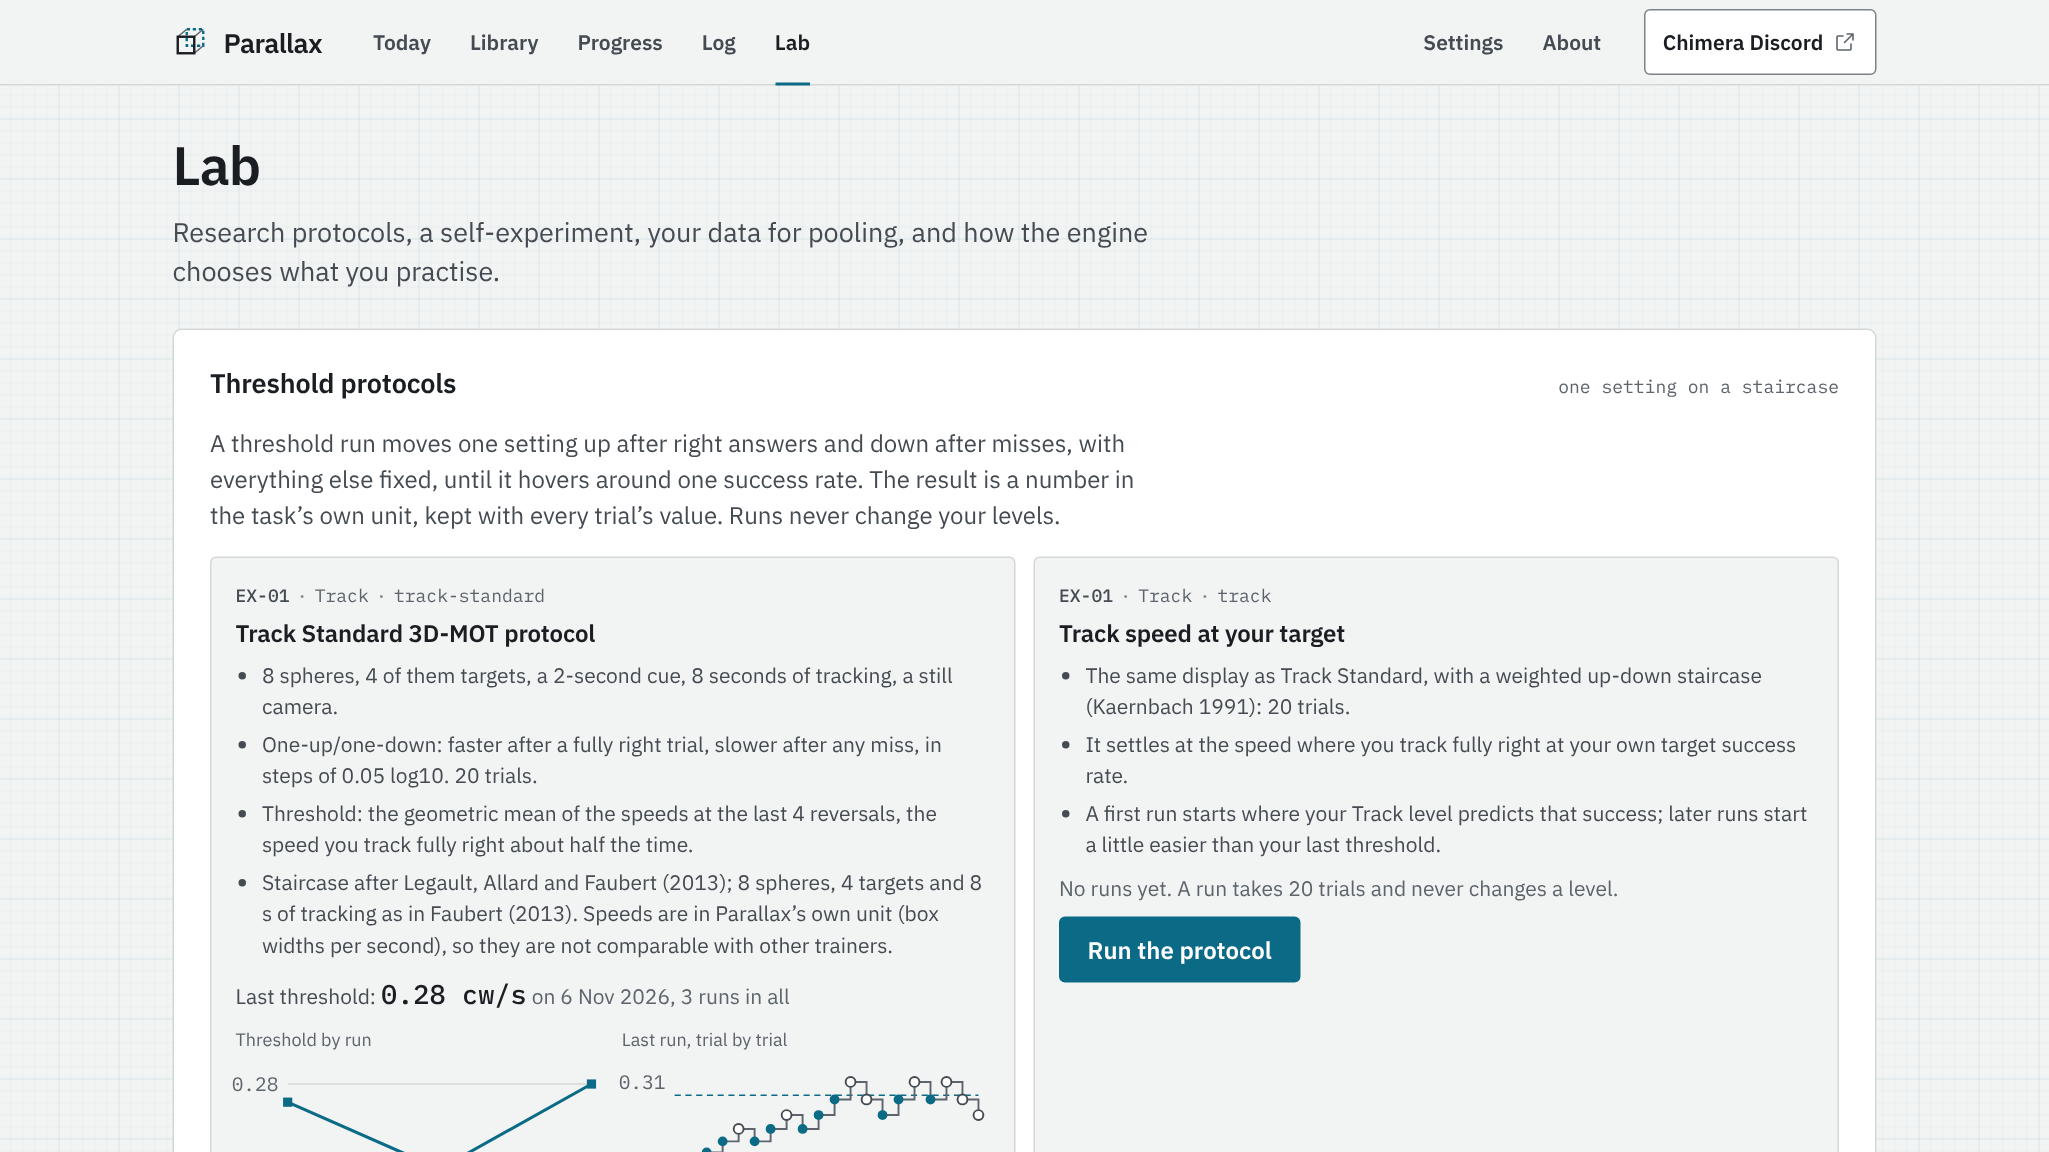 Parallax
Today
Library
Progress
Log
Lab
Settings
About
Chimera Discord
Lab
Research protocols, a self-experiment, your data for pooling, and how the engine
chooses what you practise.
Threshold protocols
one setting on a staircase
A threshold run moves one setting up after right answers and down after misses, with
everything else fixed, until it hovers around one success rate. The result is a number in
the task’s own unit, kept with every trial’s value. Runs never change your levels.
EX-01 · Track · track-standard
Track Standard 3D-MOT protocol
• 8 spheres, 4 of them targets, a 2-second cue, 8 seconds of tracking, a still
camera.
• One-up/one-down: faster after a fully right trial, slower after any miss, in
steps of 0.05 log10. 20 trials.
• Threshold: the geometric mean of the speeds at the last 4 reversals, the
speed you track fully right about half the time.
• Staircase after Legault, Allard and Faubert (2013); 8 spheres, 4 targets and 8
s of tracking as in Faubert (2013). Speeds are in Parallax’s own unit (box
widths per second), so they are not comparable with other trainers.
Last threshold: 0.28 cw/s on 6 Nov 2026, 3 runs in all
Threshold by run
0.28
Last run, trial by trial
0.31
EX-01 · Track · track
Track speed at your target
• The same display as Track Standard, with a weighted up-down staircase
(Kaernbach 1991): 20 trials.
• It settles at the speed where you track fully right at your own target success
rate.
• A first run starts where your Track level predicts that success; later runs start
a little easier than your last threshold.
No runs yet. A run takes 20 trials and never changes a level.
Run the protocol